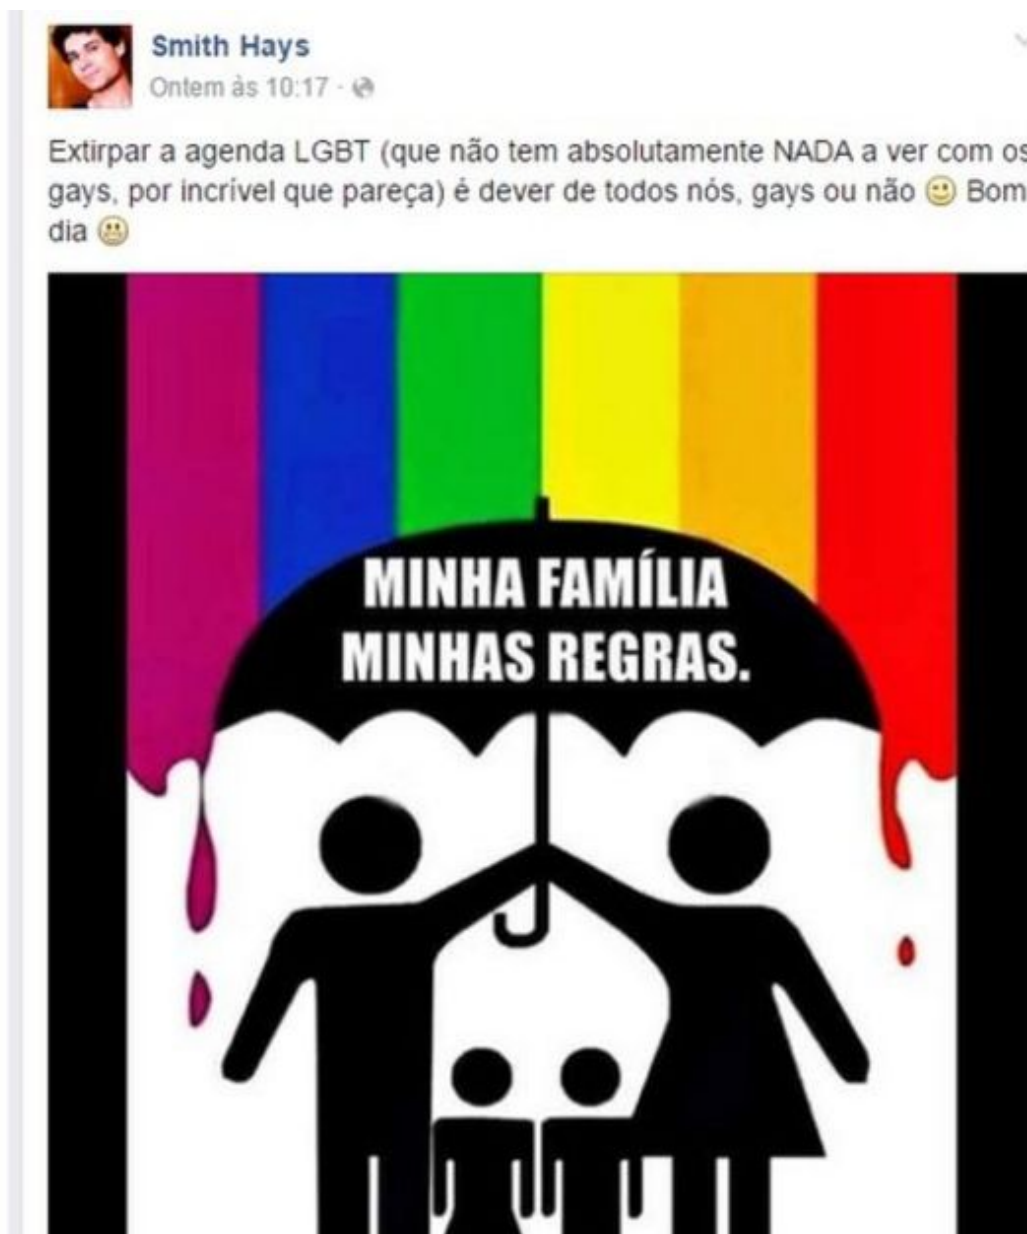 Smith Hays
Ontem às 10:17 ·
Extirpar a agenda LGBT (que não tem absolutamente NADA a ver com os
gays, por incrível que pareça) é dever de todos nós, gays ou não 🙂 Bom
dia 😀
MINHA FAMÍLIA
MINHAS REGRAS.